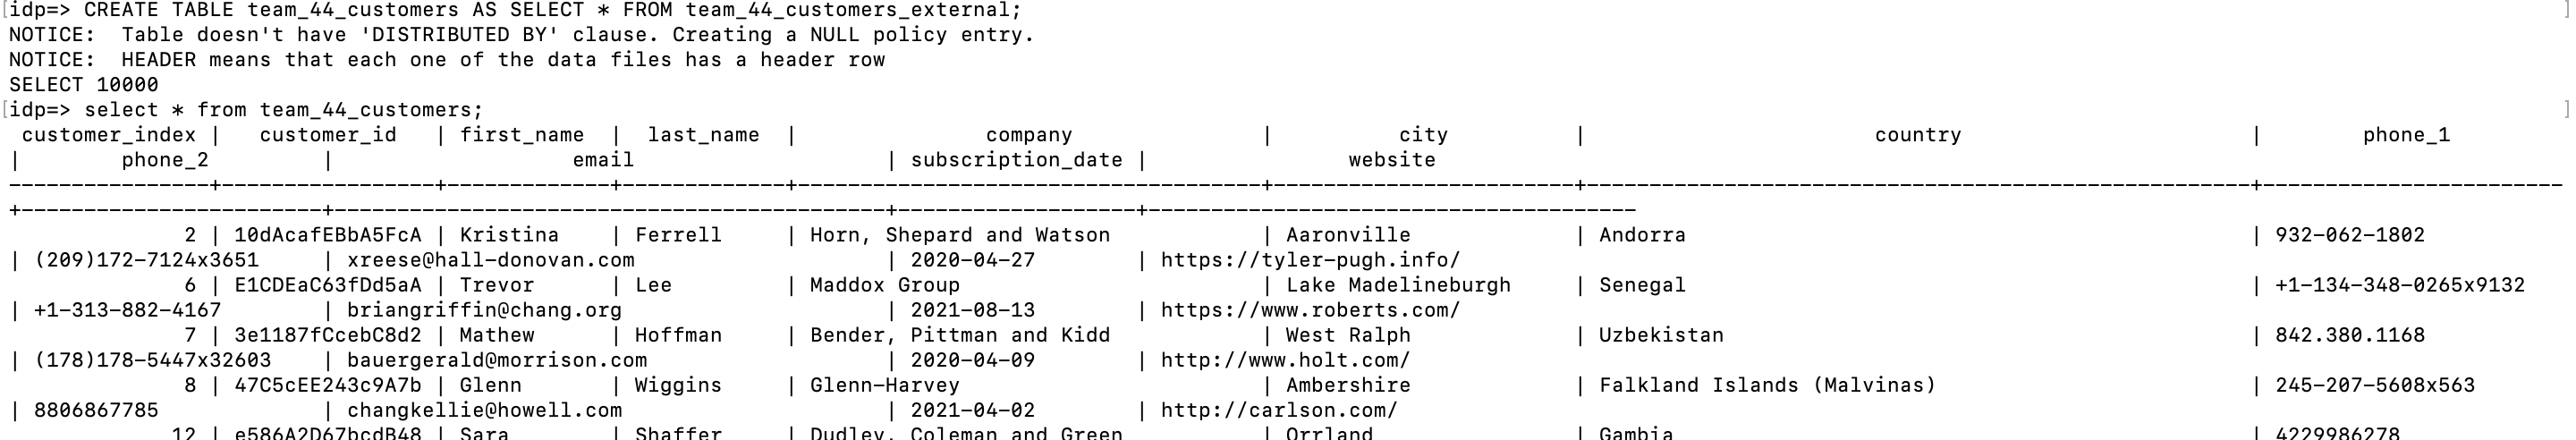 [idp=> CREATE TABLE team_44_customers AS SELECT * FROM team_44_customers_external; ]
NOTICE:  Table doesn't have 'DISTRIBUTED BY' clause. Creating a NULL policy entry.
NOTICE:  HEADER means that each one of the data files has a header row
SELECT 10000
[idp=> select * from team_44_customers; ]
customer_index | customer_id | first_name | last_name | company | city | country | phone_1
| phone_2 | email | subscription_date | website
----------------+-----------------+-------------+-------------+-------------------------------------+------------------------+-----------------------------------------------------+------------------------
+------------------------+--------------------------------------------+-------------------+---------------------------------------
2 | 10dAcafEBbA5FcA | Kristina | Ferrell | Horn, Shepard and Watson | Aaronville | Andorra | 932-062-1802
| (209)172-7124x3651 | xreese@hall-donovan.com | 2020-04-27 | https://tyler-pugh.info/
6 | E1CDEaC63fDd5aA | Trevor | Lee | Maddox Group | Lake Madelineburgh | Senegal | +1-134-348-0265x9132
| +1-313-882-4167 | briangriffin@chang.org | 2021-08-13 | https://www.roberts.com/
7 | 3e1187fCcebC8d2 | Mathew | Hoffman | Bender, Pittman and Kidd | West Ralph | Uzbekistan | 842.380.1168
| (178)178-5447x32603 | bauergerald@morrison.com | 2020-04-09 | http://www.holt.com/
8 | 47C5cEE243c9A7b | Glenn | Wiggins | Glenn-Harvey | Ambershire | Falkland Islands (Malvinas) | 245-207-5608x563
| 8806867785 | changkellie@howell.com | 2021-04-02 | http://carlson.com/
12 | e586A2D67bcdB48 | Sara | Shaffer | Dudley, Coleman and Green | Orrland | Gambia | 4229986278